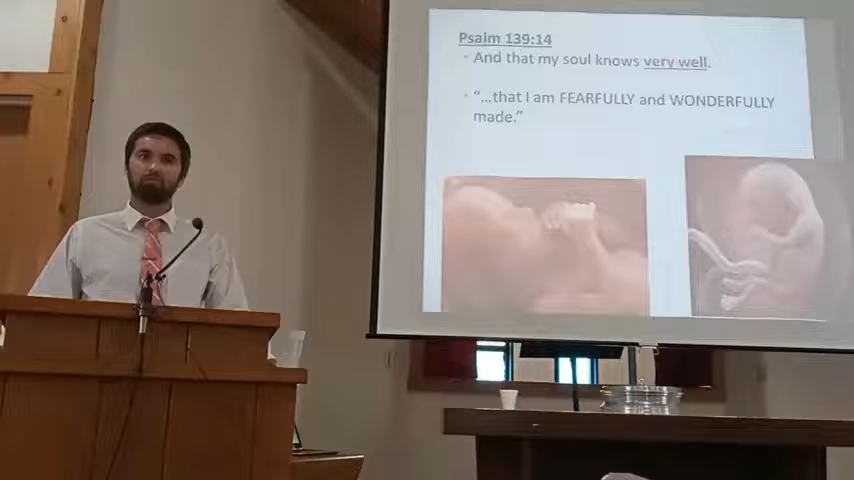 Psalm 139:14
And that my soul knows very well.
"...that I am FEARFULLY and WONDERFULLY
made."